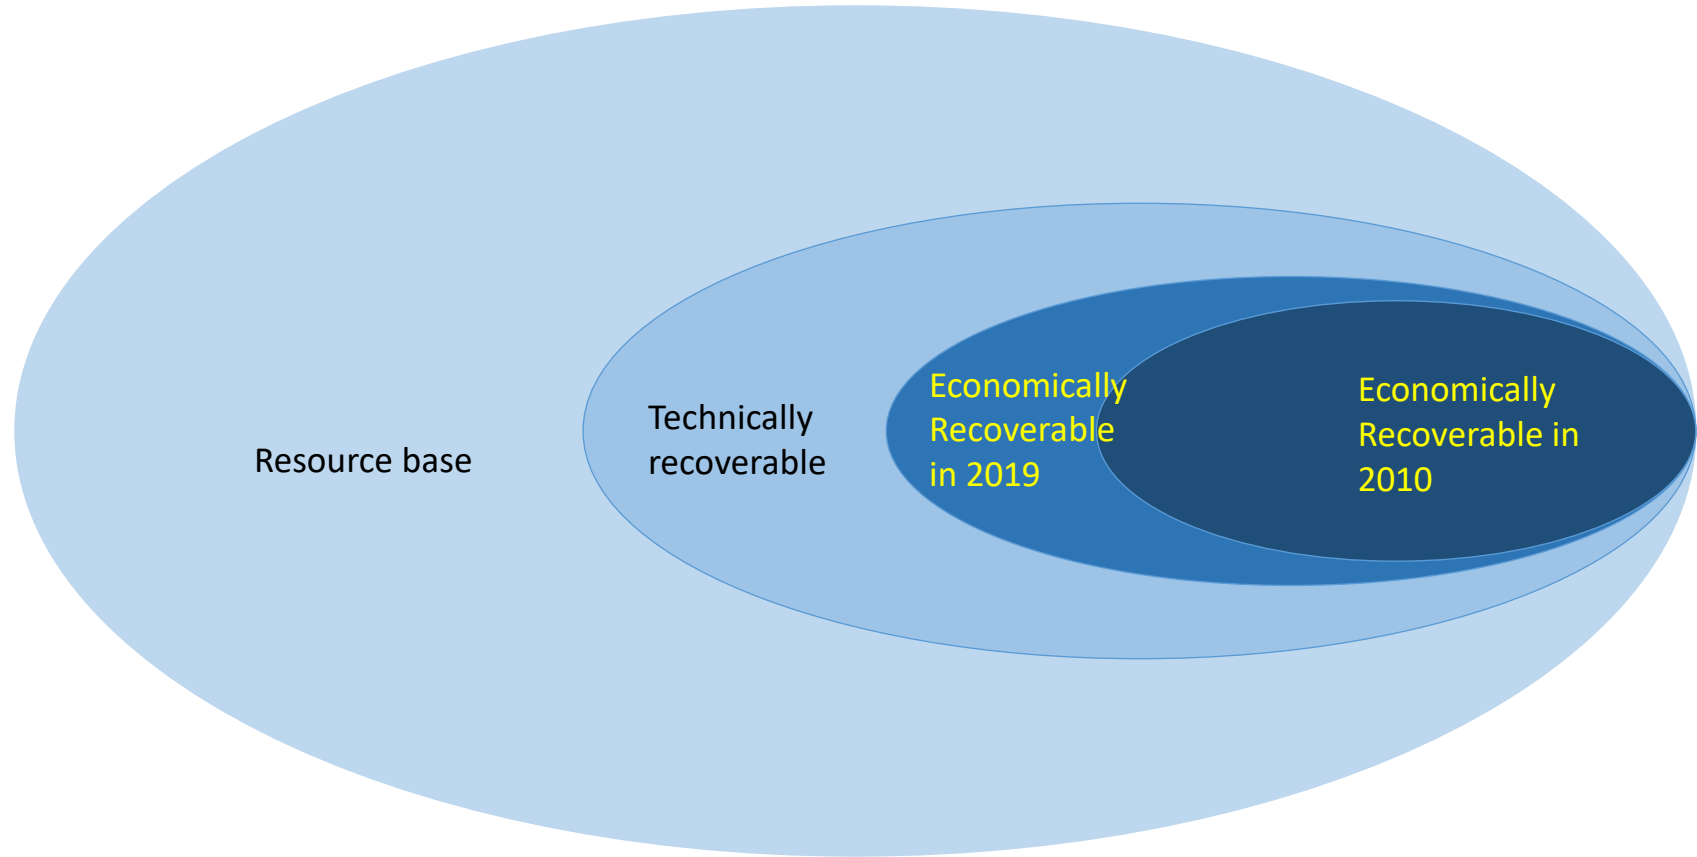 Resource base
Technically
recoverable
Economically
Recoverable
in 2019
Economically
Recoverable in
2010